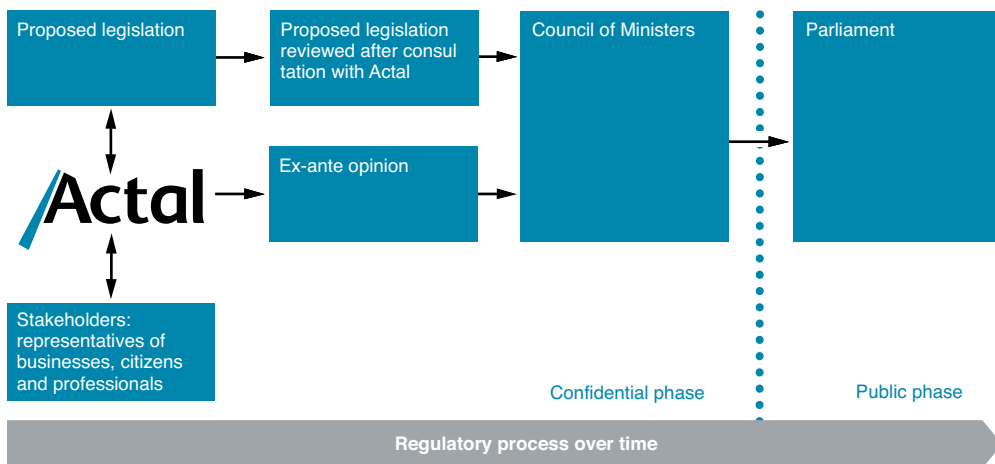 Proposed legislation
Proposed legislation
reviewed after consul
tation with Actal
Council of Ministers
Parliament
Ex-ante opinion
Actal
Stakeholders:
representatives of
businesses, citizens
and professionals
Confidential phase
Public phase
Regulatory process over time